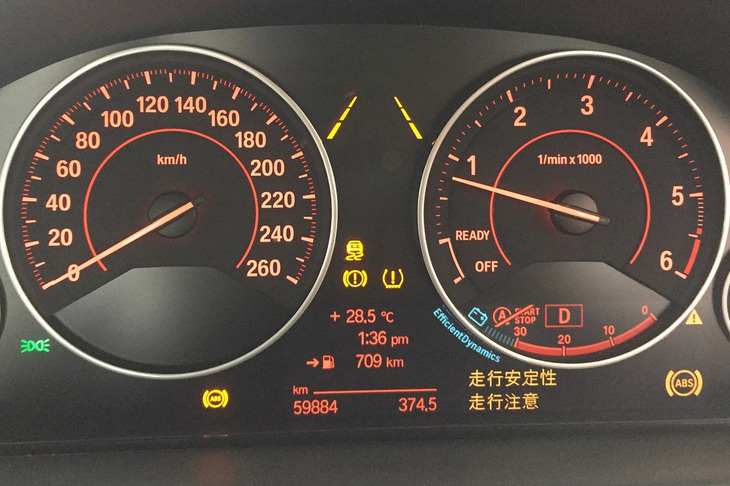 km/h
0
20
40
60
80
100
120
140
160
180
200
220
240
260
1/min x 1000
1
2
3
4
5
6
READY
OFF
+ 28.5 °C
1:36 pm
709 km
km
59884 374.5
A START
STOP
D
30 20 10 0
EfficientDynamics
走行安定性
走行注意
ABS
ABS